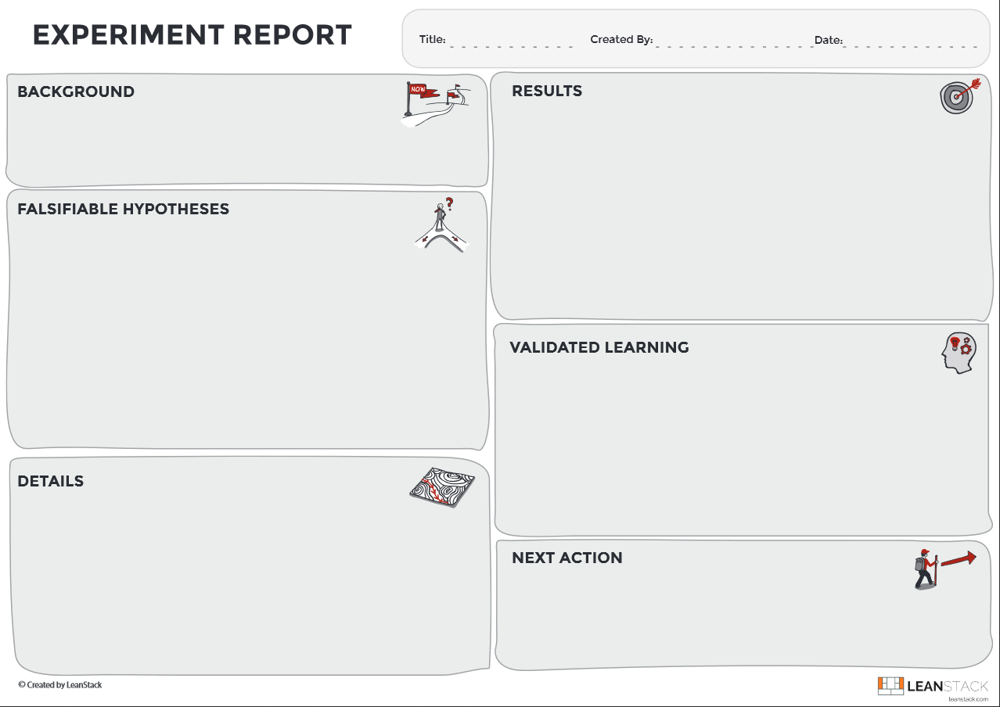 EXPERIMENT REPORT
Title: Created By: Date:
BACKGROUND
NOW
FALSIFIABLE HYPOTHESES
?
DETAILS
RESULTS
VALIDATED LEARNING
NEXT ACTION
© Created by LeanStack
LEANSTACK
leanstack.com